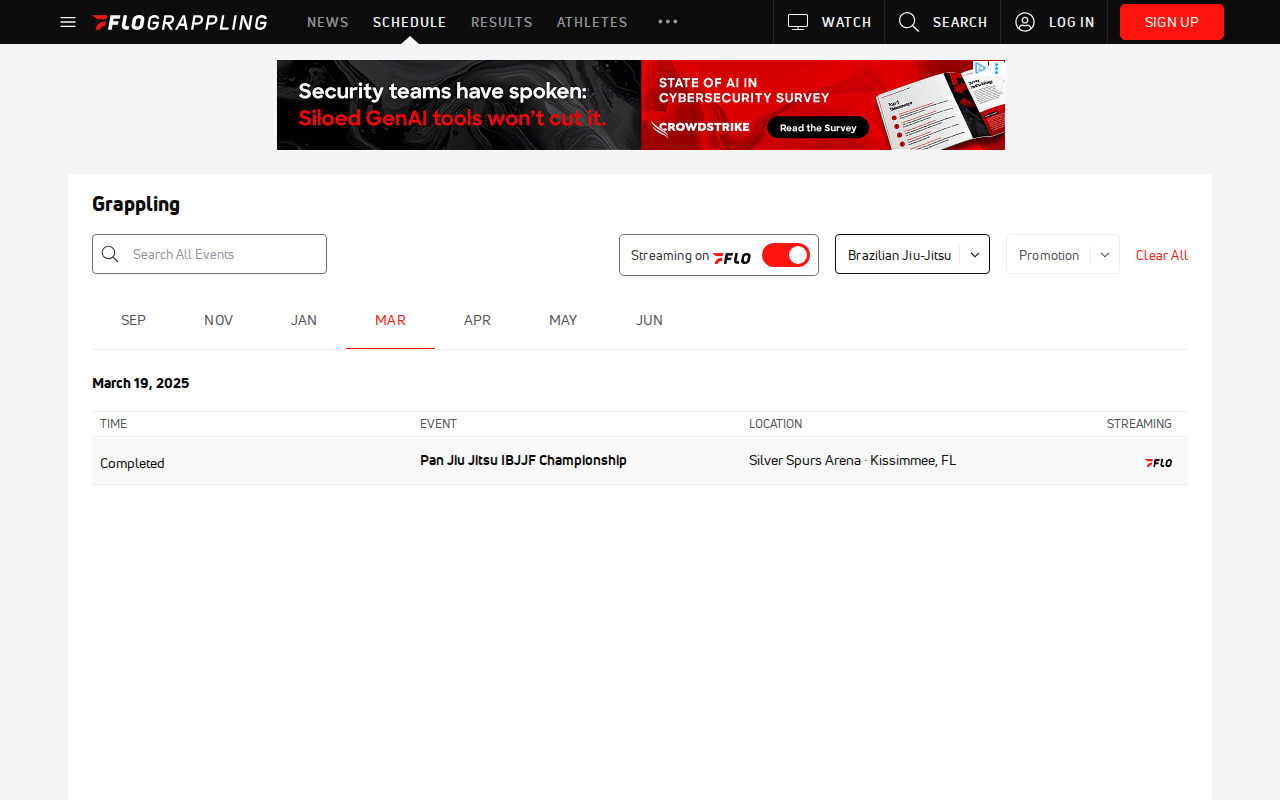 FLOGRAPPLING
NEWS
SCHEDULE
RESULTS
ATHLETES
WATCH
SEARCH
LOG IN
SIGN UP
Security teams have spoken:
Siloed GenAI tools won't cut it.
STATE OF AI IN
CYBERSECURITY SURVEY
CROWDSTRIKE
Read the Survey
Grappling
Search All Events
Streaming on FLO
Brazilian Jiu-Jitsu
Promotion
Clear All
SEP
NOV
JAN
MAR
APR
MAY
JUN
March 19, 2025
TIME
EVENT
LOCATION
STREAMING
Completed
Pan Jiu Jitsu IBJJF Championship
Silver Spurs Arena · Kissimmee, FL
FLO